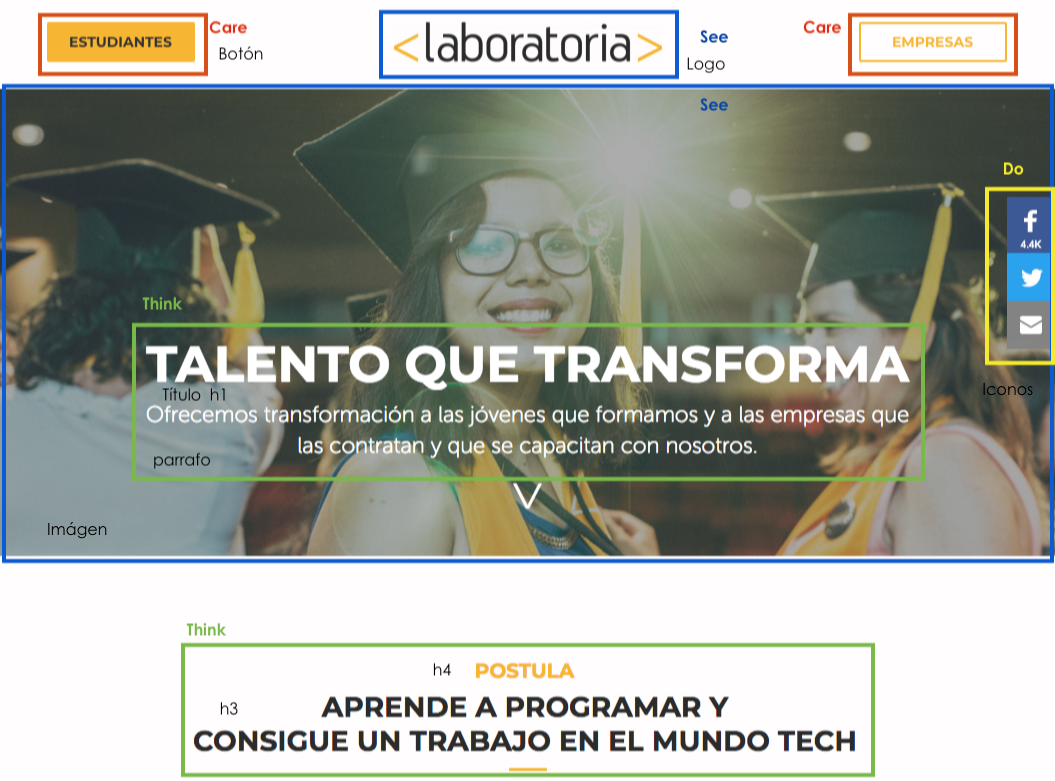 ESTUDIANTES
Care
Botón
<laboratoria>
See
Logo
Care
EMPRESAS
See
Do
4.4K
Think
TALENTO QUE TRANSFORMA
Título h1
Ofrecemos transformación a las jóvenes que formamos y a las empresas que
las contratan y que se capacitan con nosotros.
parrafo
Iconos
Imágen
Think
h4
POSTULA
h3
APRENDE A PROGRAMAR Y
CONSIGUE UN TRABAJO EN EL MUNDO TECH